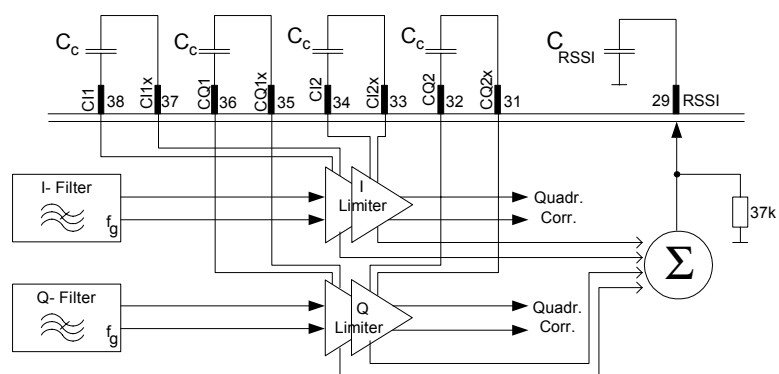 Cc
Cc
Cc
Cc
CRSSI
CI1
38
CI1x
37
CQ1
36
CQ1x
35
CI2
34
CI2x
33
CQ2
32
CQ2x
31
29
RSSI
I- Filter
fg
I
Limiter
Quadr.
Corr.
37k
Σ
Q- Filter
fg
Q
Limiter
Quadr.
Corr.